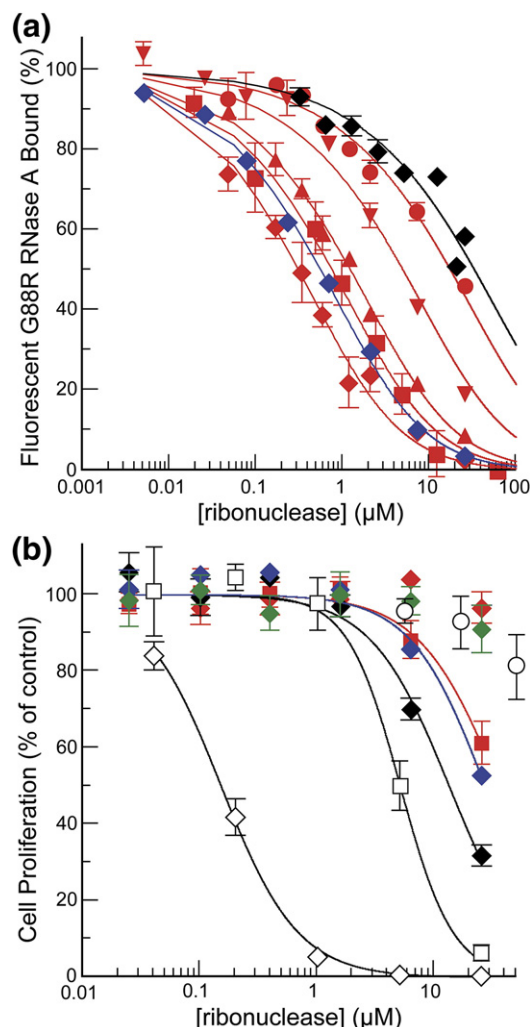 (a)
Fluorescent G88R RNase A Bound (%)
100
80
60
40
20
0
0.001 0.01 0.1 1 10 100
[ribonuclease] (µM)
(b)
Cell Proliferation (% of control)
100
80
60
40
20
0
0.01 0.1 1 10
[ribonuclease] (µM)